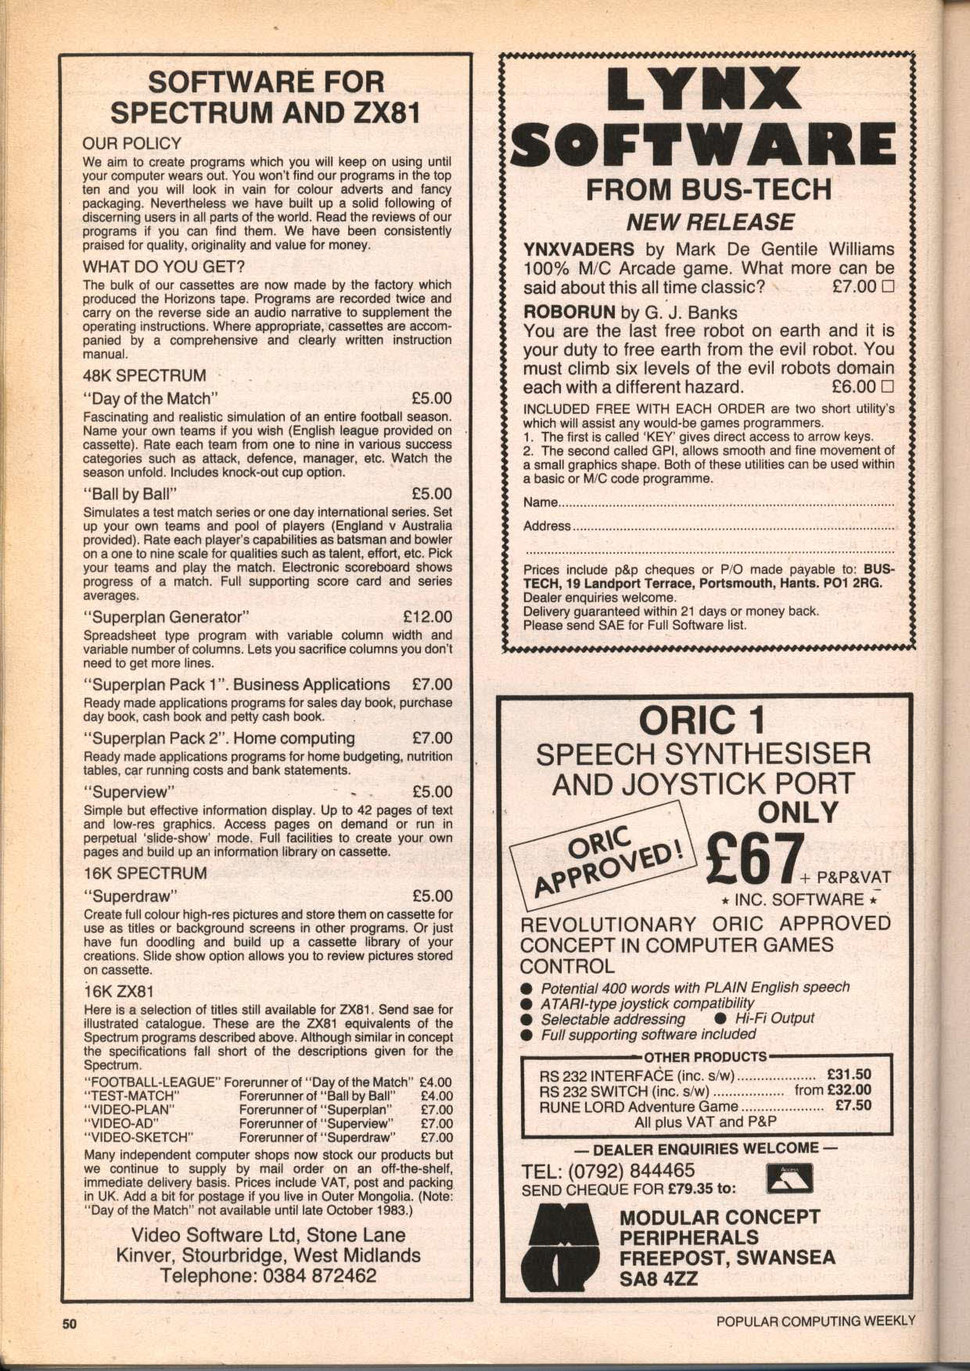 SOFTWARE FOR
SPECTRUM AND ZX81
OUR POLICY
We aim to create programs which you will keep on using until
your computer wears out. You won't find our programs in the top
ten and you will look in vain for colour adverts and fancy
packaging. Nevertheless we have built up a solid following of
discerning users in all parts of the world. Read the reviews of our
programs if you can find them. We have been consistently
praised for quality, originality and value for money.
WHAT DO YOU GET?
The bulk of our cassettes are now made by the factory which
produced the Horizons tape. Programs are recorded twice and
carry on the reverse side an audio narrative to supplement the
operating instructions. Where appropriate, cassettes are accom-
panied by a comprehensive and clearly written instruction
manual.
48K SPECTRUM
"Day of the Match" £5.00
Fascinating and realistic simulation of an entire football season.
Name your own teams if you wish (English league provided on
cassette). Rate each team from one to nine in various success
categories such as attack, defence, manager, etc. Watch the
season unfold. Includes knock-out cup option.
"Ball by Ball" £5.00
Simulates a test match series or one day international series. Set
up your own teams and pool of players (England v Australia
provided). Rate each player's capabilities as batsman and bowler
on a one to nine scale for qualities such as talent, effort, etc. Pick
your teams and play the match. Electronic scoreboard shows
progress of a match. Full supporting score card and series
averages.
"Superplan Generator" £12.00
Spreadsheet type program with variable column width and
variable number of columns. Lets you sacrifice columns you don't
need to get more lines.
"Superplan Pack 1". Business Applications £7.00
Ready made applications programs for sales day book, purchase
day book, cash book and petty cash book.
"Superplan Pack 2". Home computing £7.00
Ready made applications for home budgeting, nutrition
tables, car running costs and bank statements.
"Superview" £5.00
Simple but effective information display. Up to 42 pages of text
and low-res graphics. Access pages on demand or run in
perpetual 'slide-show' mode. Full facilities to create your own
pages and build up an information library on cassette.
16K SPECTRUM
"Superdraw" £5.00
Create full colour high-res pictures and store them on cassette for
use as titles or background screens in other programs. Or just
have fun doodling and build up a cassette library of your
creations. Slide show option allows you to review pictures stored
on cassette.
16K ZX81
Here is a selection of titles still available for ZX81. Send sae for
illustrated catalogue. These are the ZX81 equivalents of the
Spectrum programs described above. Although similar in concept
the specifications fall short of the descriptions given for the
Spectrum.
"FOOTBALL-LEAGUE" Forerunner of "Day of the Match" £4.00
"TEST-MATCH" Forerunner of "Ball by Ball" £4.00
"VIDEO-PLAN" Forerunner of "Superplan" £7.00
"VIDEO-AD" Forerunner of "Superview" £7.00
"VIDEO-SKETCH" Forerunner of "Superdraw" £7.00
Many independent computer shops now stock our products but
we continue to supply by mail order on an off-the-shelf,
immediate delivery basis. Prices include VAT, post and packing
in UK. Add a bit for postage if you live in Outer Mongolia. (Note:
"Day of the Match" not available until late October 1983.)
Video Software Ltd, Stone Lane
Kinver, Stourbridge, West Midlands
Telephone: 0384 872462
LYNX
SOFTWARE
FROM BUS-TECH
NEW RELEASE
YNXVADERS by Mark De Gentile Williams
100% M/C Arcade game. What more can be
said about this all time classic? £7.00 □
ROBORUN by G. J. Banks
You are the last free robot on earth and it is
your duty to free earth from the evil robot. You
must climb six levels of the evil robots domain
each with a different hazard. £6.00 □
INCLUDED FREE WITH EACH ORDER are two short utility's
which will assist any would-be games programmers.
1. The first is called 'KEY' gives direct access to arrow keys.
2. The second called GPI, allows smooth and fine movement of
a small graphics shape. Both of these utilities can be used within
a basic or M/C code programme.
Name
Address
Prices include p&p cheques or P/O made payable to: BUS-
TECH, 19 Landport Terrace, Portsmouth, Hants. PO1 2RG.
Dealer enquiries welcome.
Delivery guaranteed within 21 days or money back.
Please send SAE for Full Software list.
ORIC 1
SPEECH SYNTHESISER
AND JOYSTICK PORT
ONLY
ORIC
APPROVED!
£67 + P&P&VAT
★ INC. SOFTWARE ★
REVOLUTIONARY ORIC APPROVED
CONCEPT IN COMPUTER GAMES
CONTROL
● Potential 400 words with PLAIN English speech
● ATARI-type joystick compatibility
● Selectable addressing ● Hi-Fi Output
● Full supporting software included
OTHER PRODUCTS
RS 232 INTERFACE (inc. s/w) £31.50
RS 232 SWITCH (inc. s/w) from £32.00
RUNE LORD Adventure Game £7.50
All plus VAT and P&P
— DEALER ENQUIRIES WELCOME —
TEL: (0792) 844465
SEND CHEQUE FOR £79.35 to:
MODULAR CONCEPT
PERIPHERALS
FREEPOST, SWANSEA
SA8 4ZZ
50
POPULAR COMPUTING WEEKLY